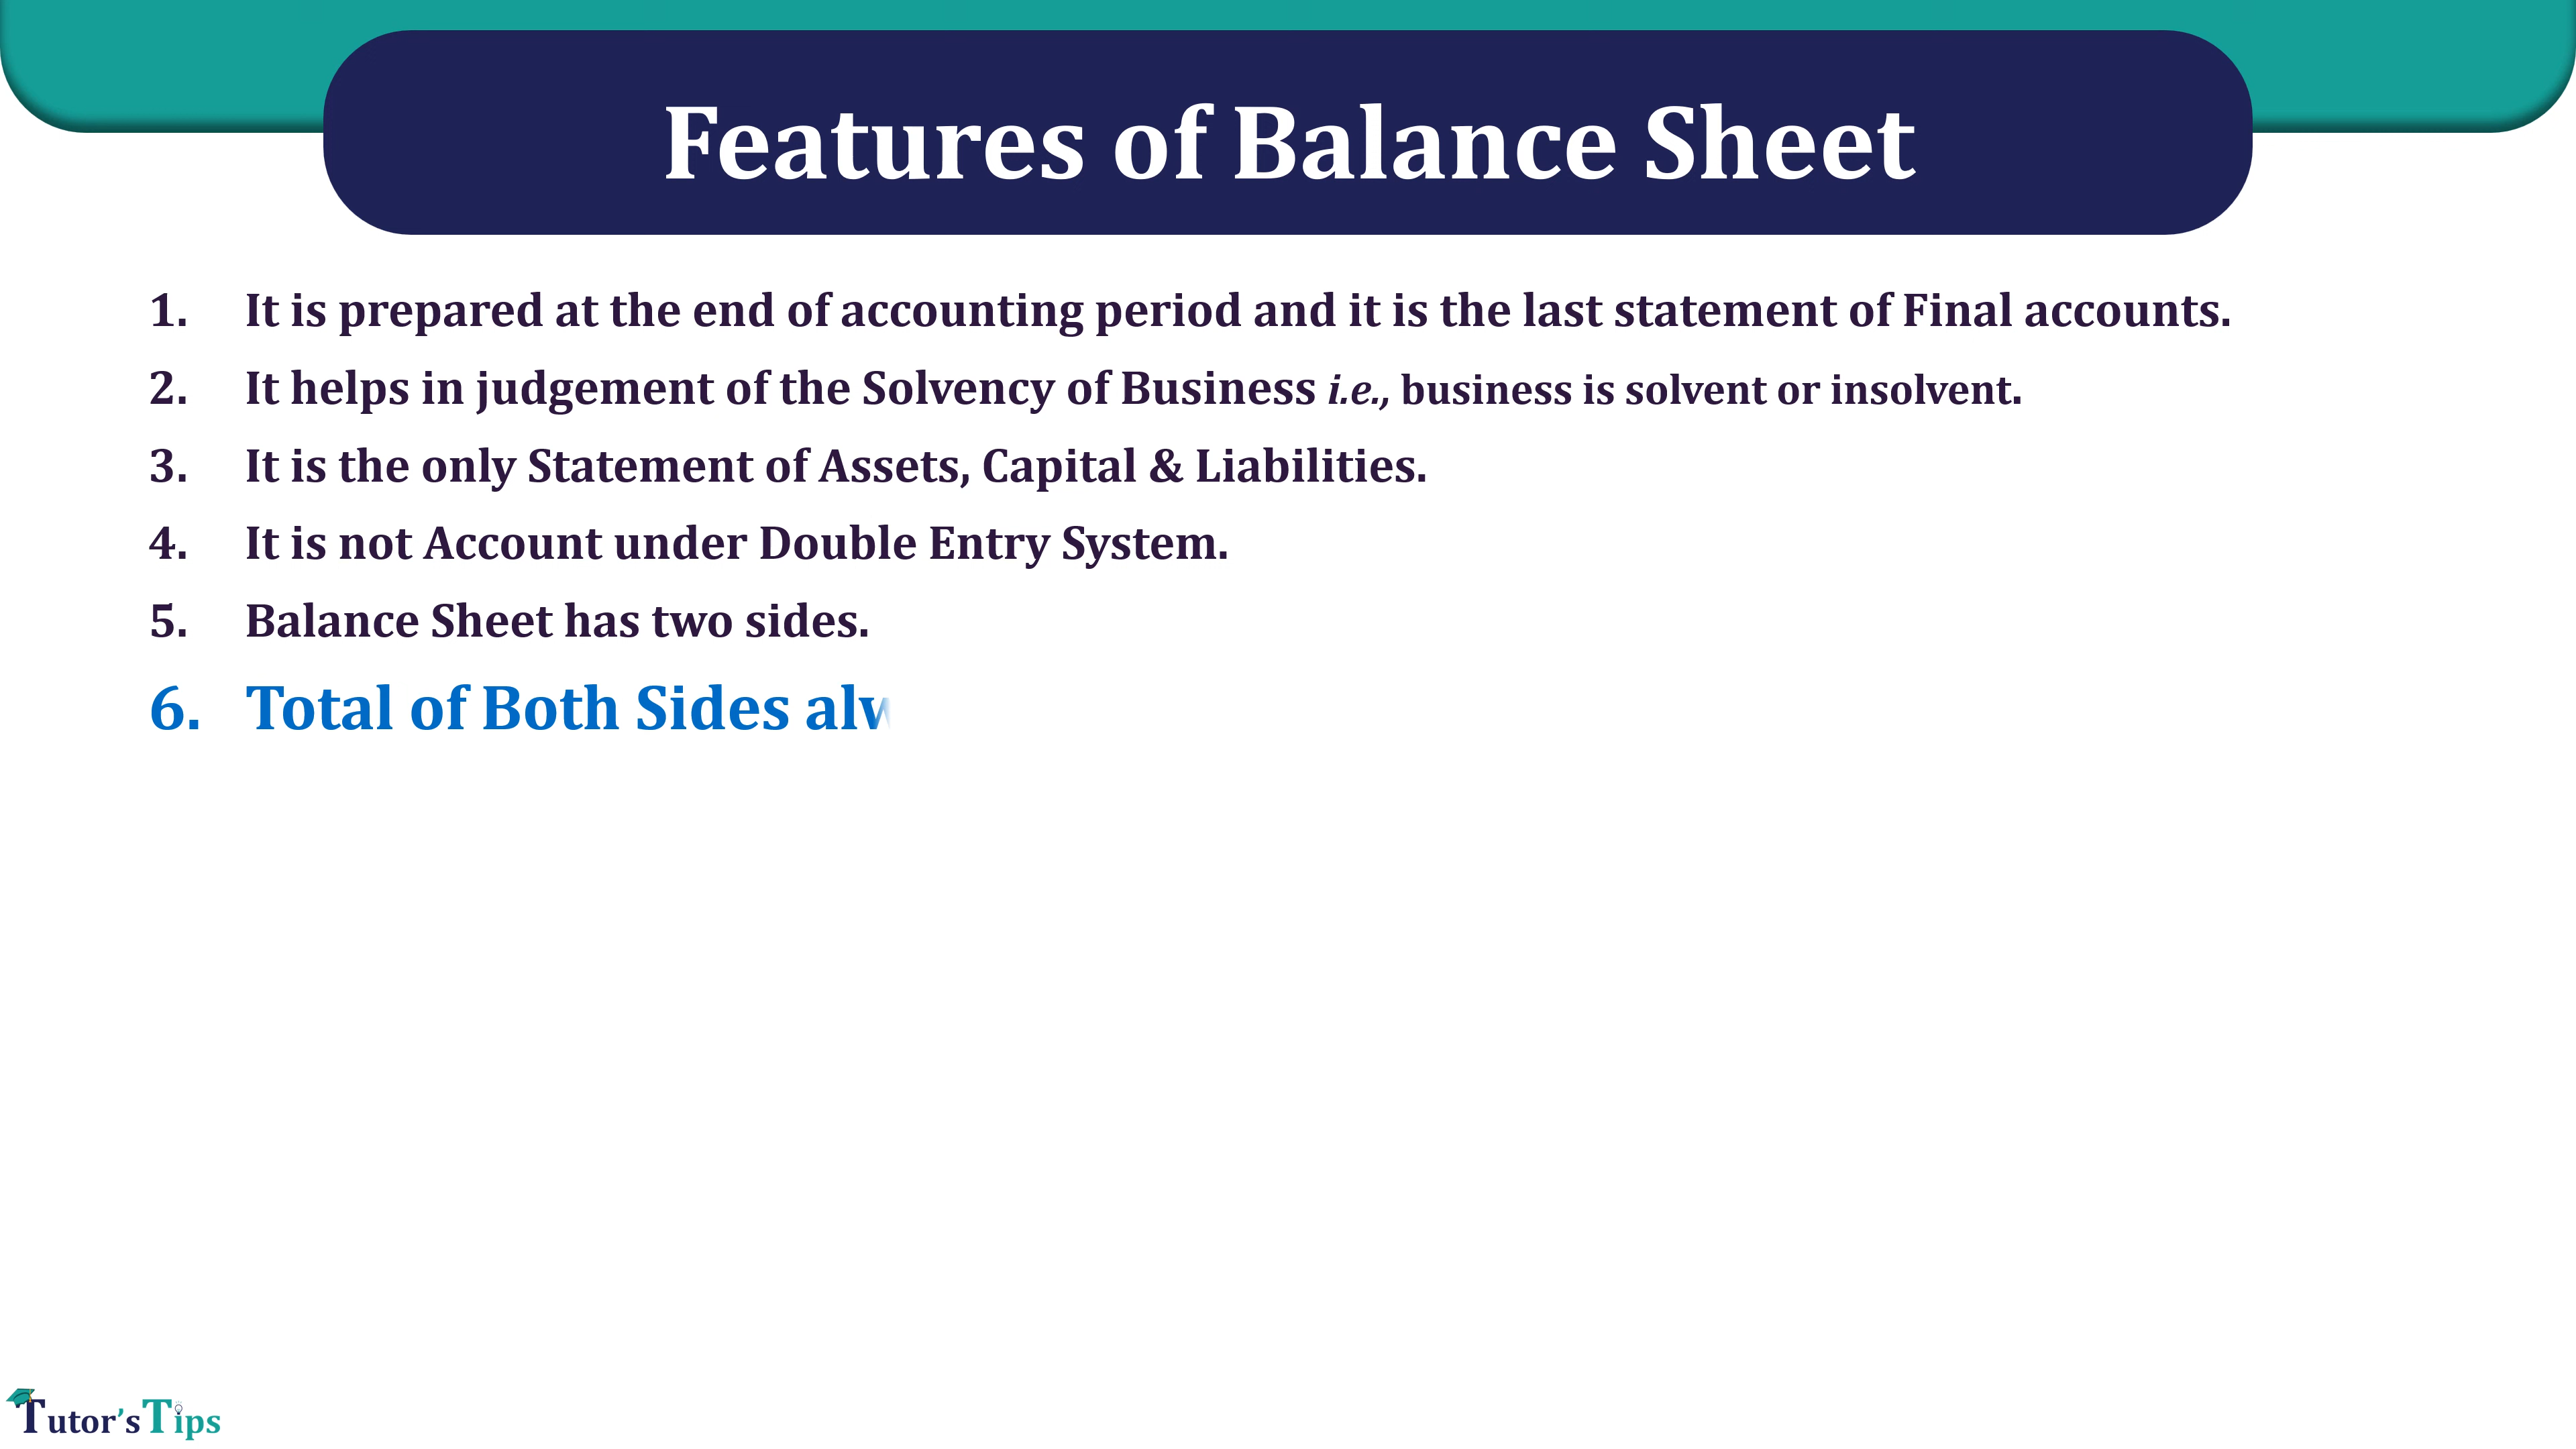 Features of Balance Sheet
1. It is prepared at the end of accounting period and it is the last statement of Final accounts.
2. It helps in judgement of the Solvency of Business i.e., business is solvent or insolvent.
3. It is the only Statement of Assets, Capital & Liabilities.
4. It is not Account under Double Entry System.
5. Balance Sheet has two sides.
6. Total of Both Sides
Tutor's Tips